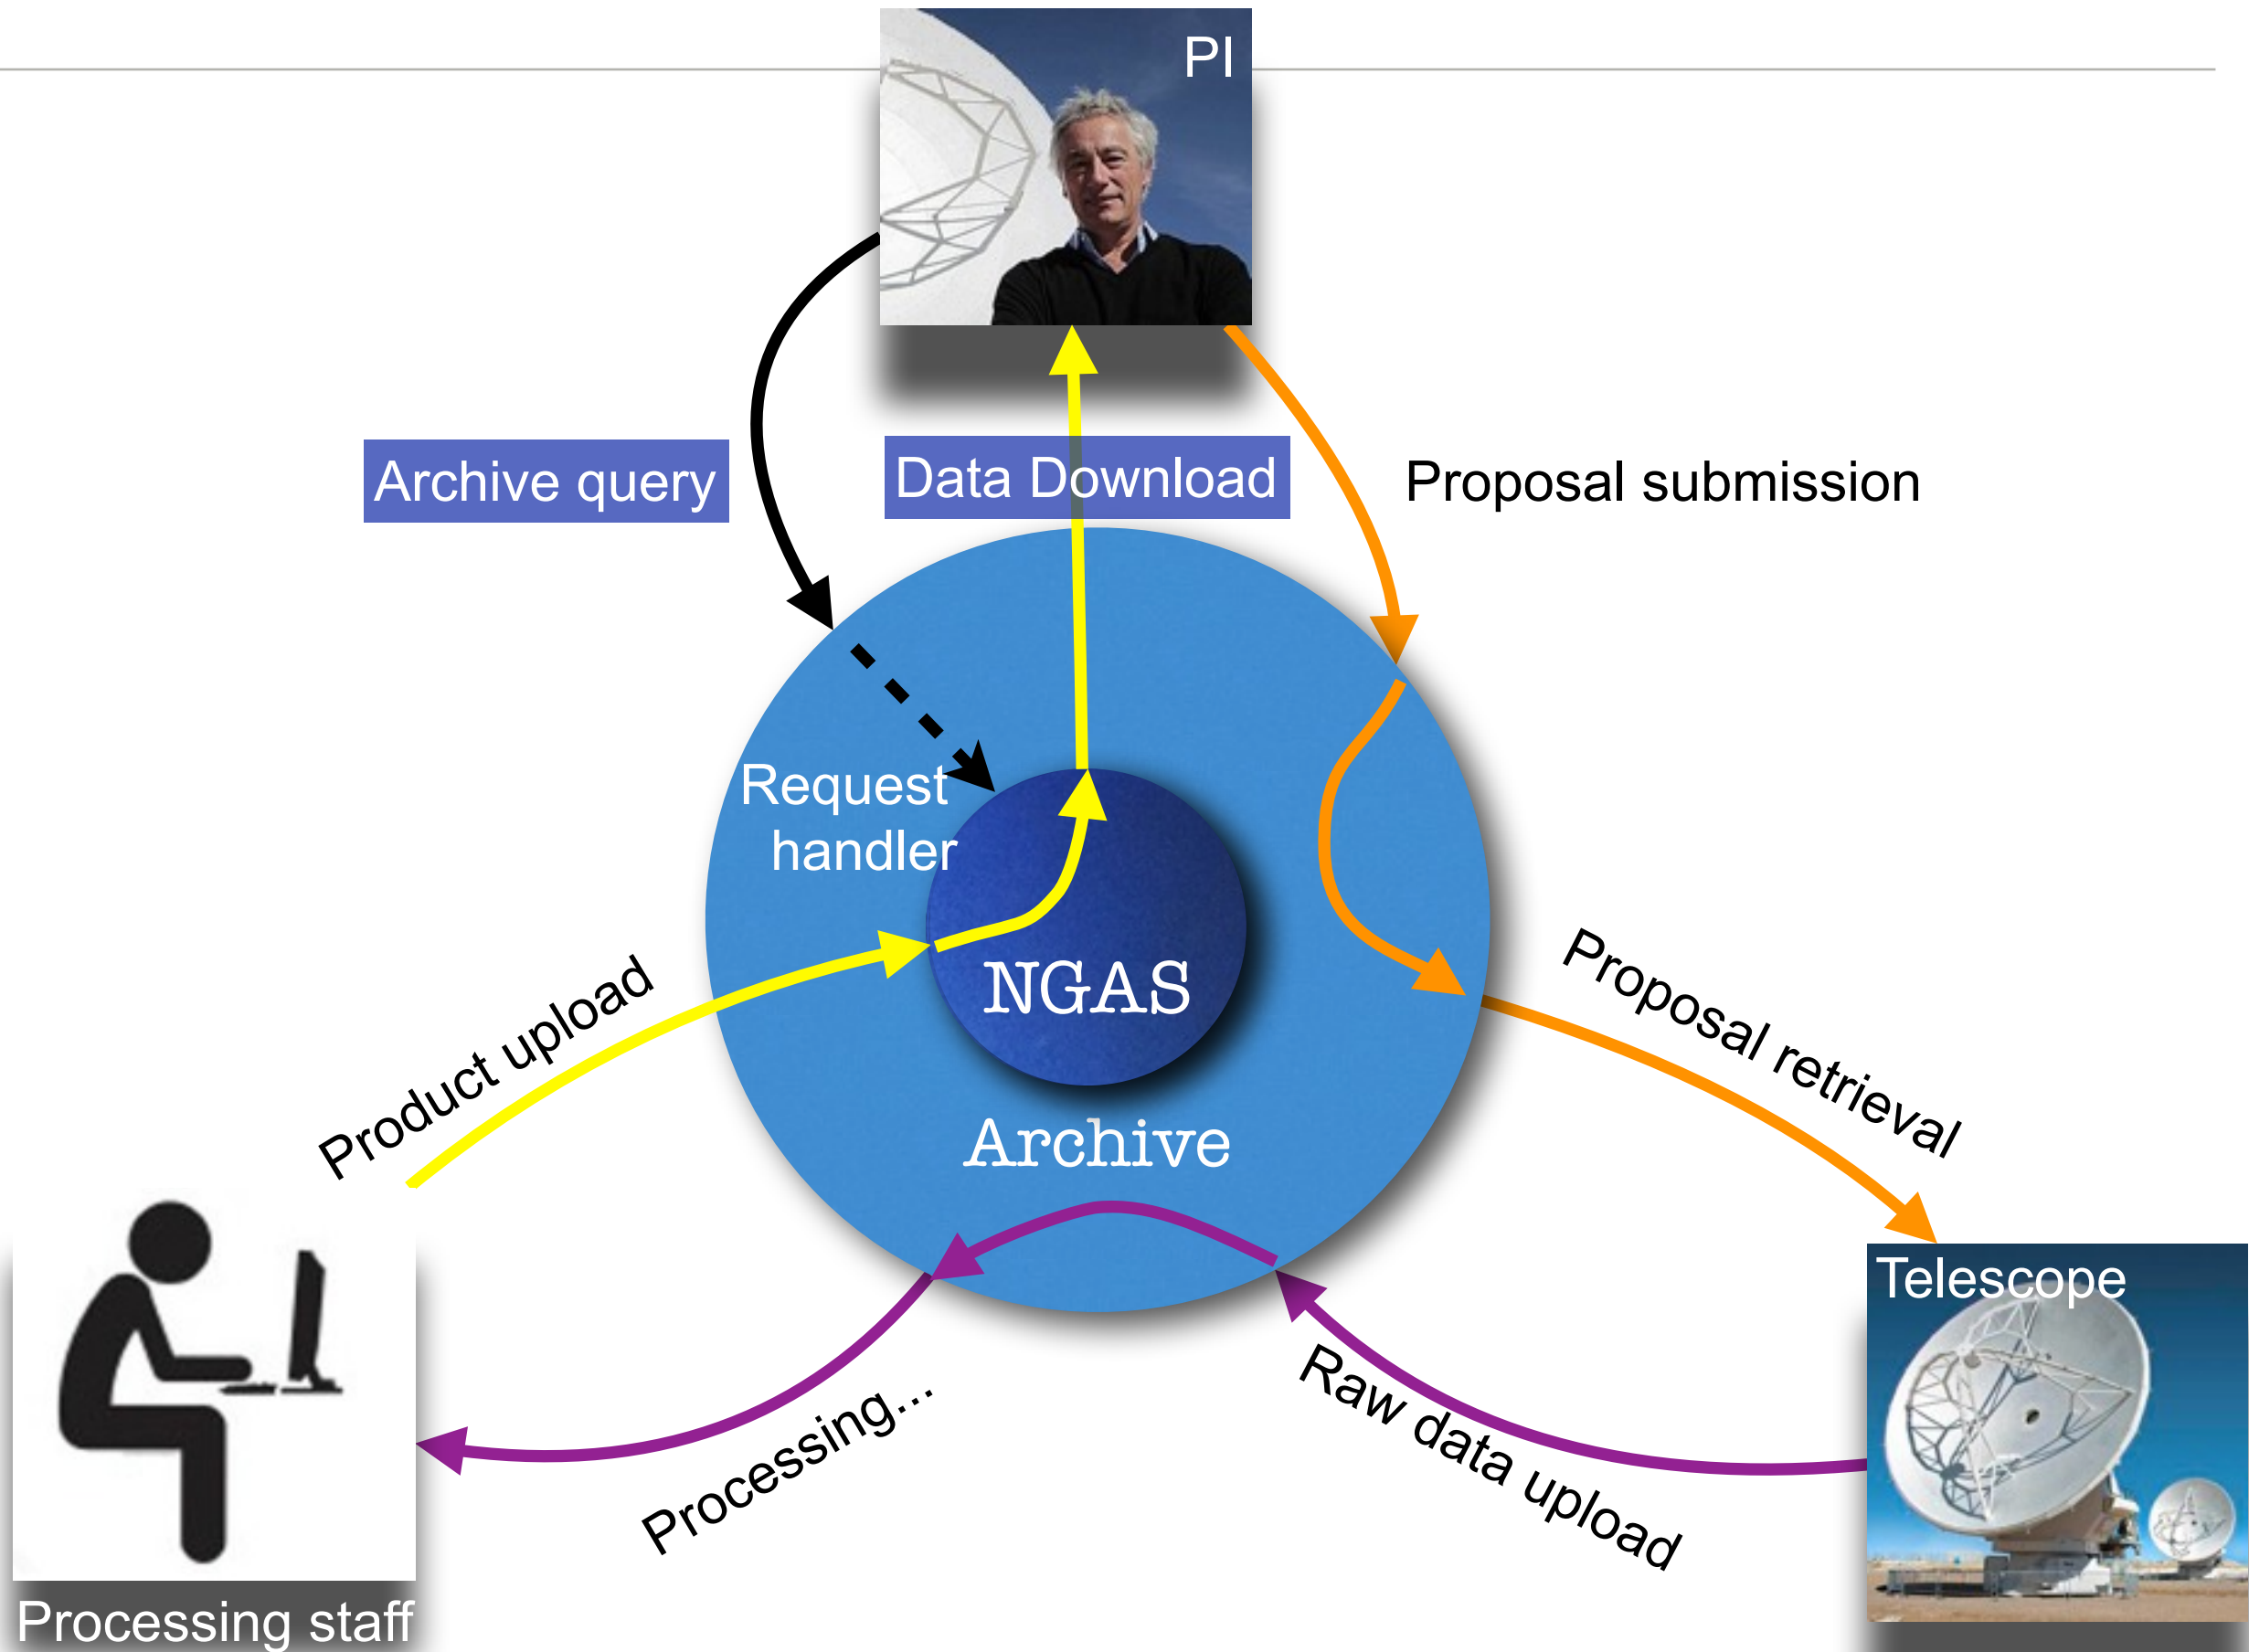 PI
Archive query
Data Download
Proposal submission
Request
handler
NGAS
Archive
Product upload
Proposal retrieval
Telescope
Processing...
Raw data upload
Processing staff